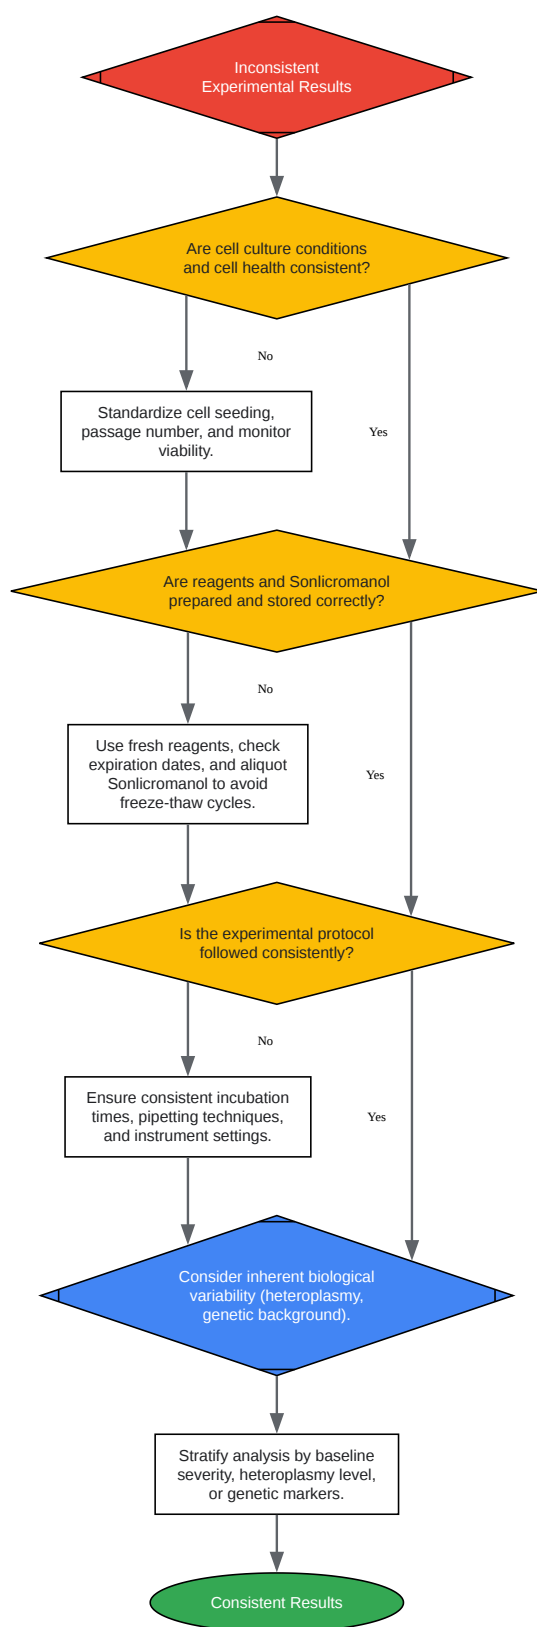 Inconsistent
Experimental Results
Are cell culture conditions
and cell health consistent?
No
Standardize cell seeding,
passage number, and monitor
viability.
Yes
Are reagents and Sonlicromanol
prepared and stored correctly?
No
Use fresh reagents, check
expiration dates, and aliquot
Sonlicromanol to avoid
freeze-thaw cycles.
Yes
Is the experimental protocol
followed consistently?
No
Ensure consistent incubation
times, pipetting techniques,
and instrument settings.
Yes
Consider inherent biological
variability (heteroplasmy,
genetic background).
Stratify analysis by baseline
severity, heteroplasmy level,
or genetic markers.
Consistent Results